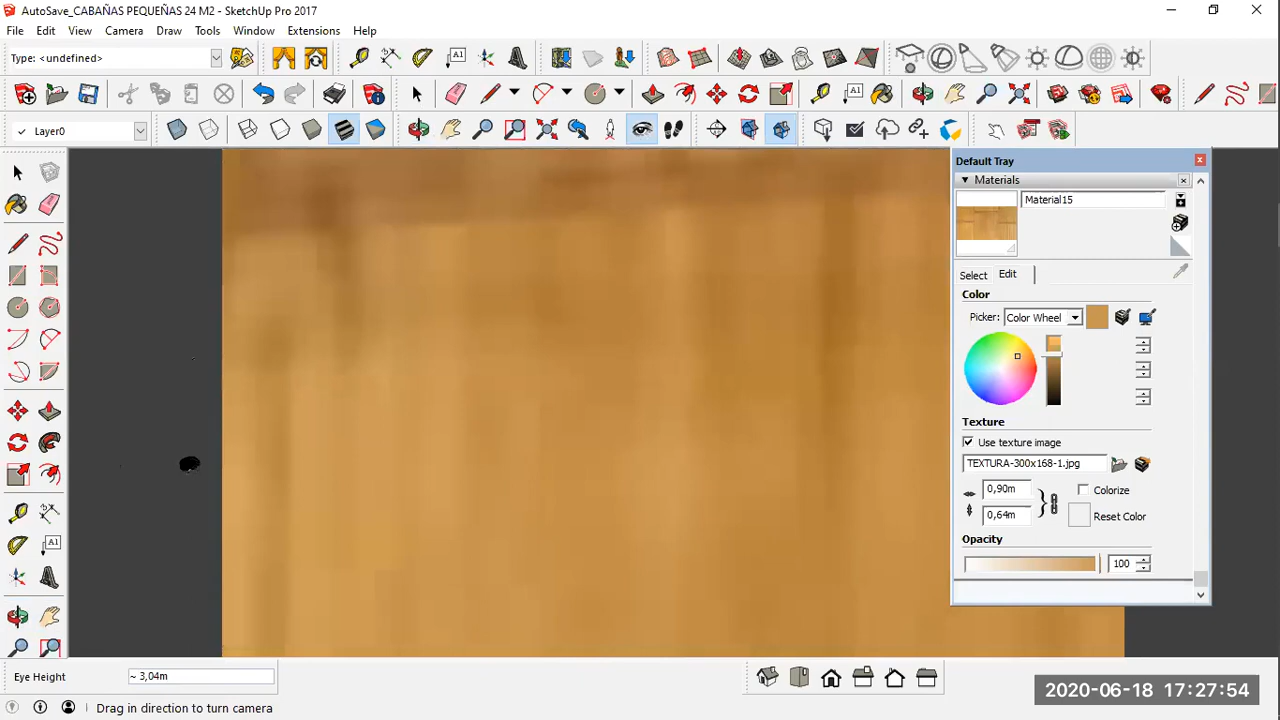 AutoSave_CABAÑAS PEQUEÑAS 24 M2 - SketchUp Pro 2017
File Edit View Camera Draw Tools Window Extensions Help
Type: <undefined>
Layer0
Default Tray
Materials
Material15
Select Edit
Color
Picker: Color Wheel
Texture
Use texture image
TEXTURA-300x168-1.jpg
0,90m Colorize
0,64m Reset Color
Opacity
100
Eye Height ~ 3,04m
2020-06-18 17:27:54
Drag in direction to turn camera